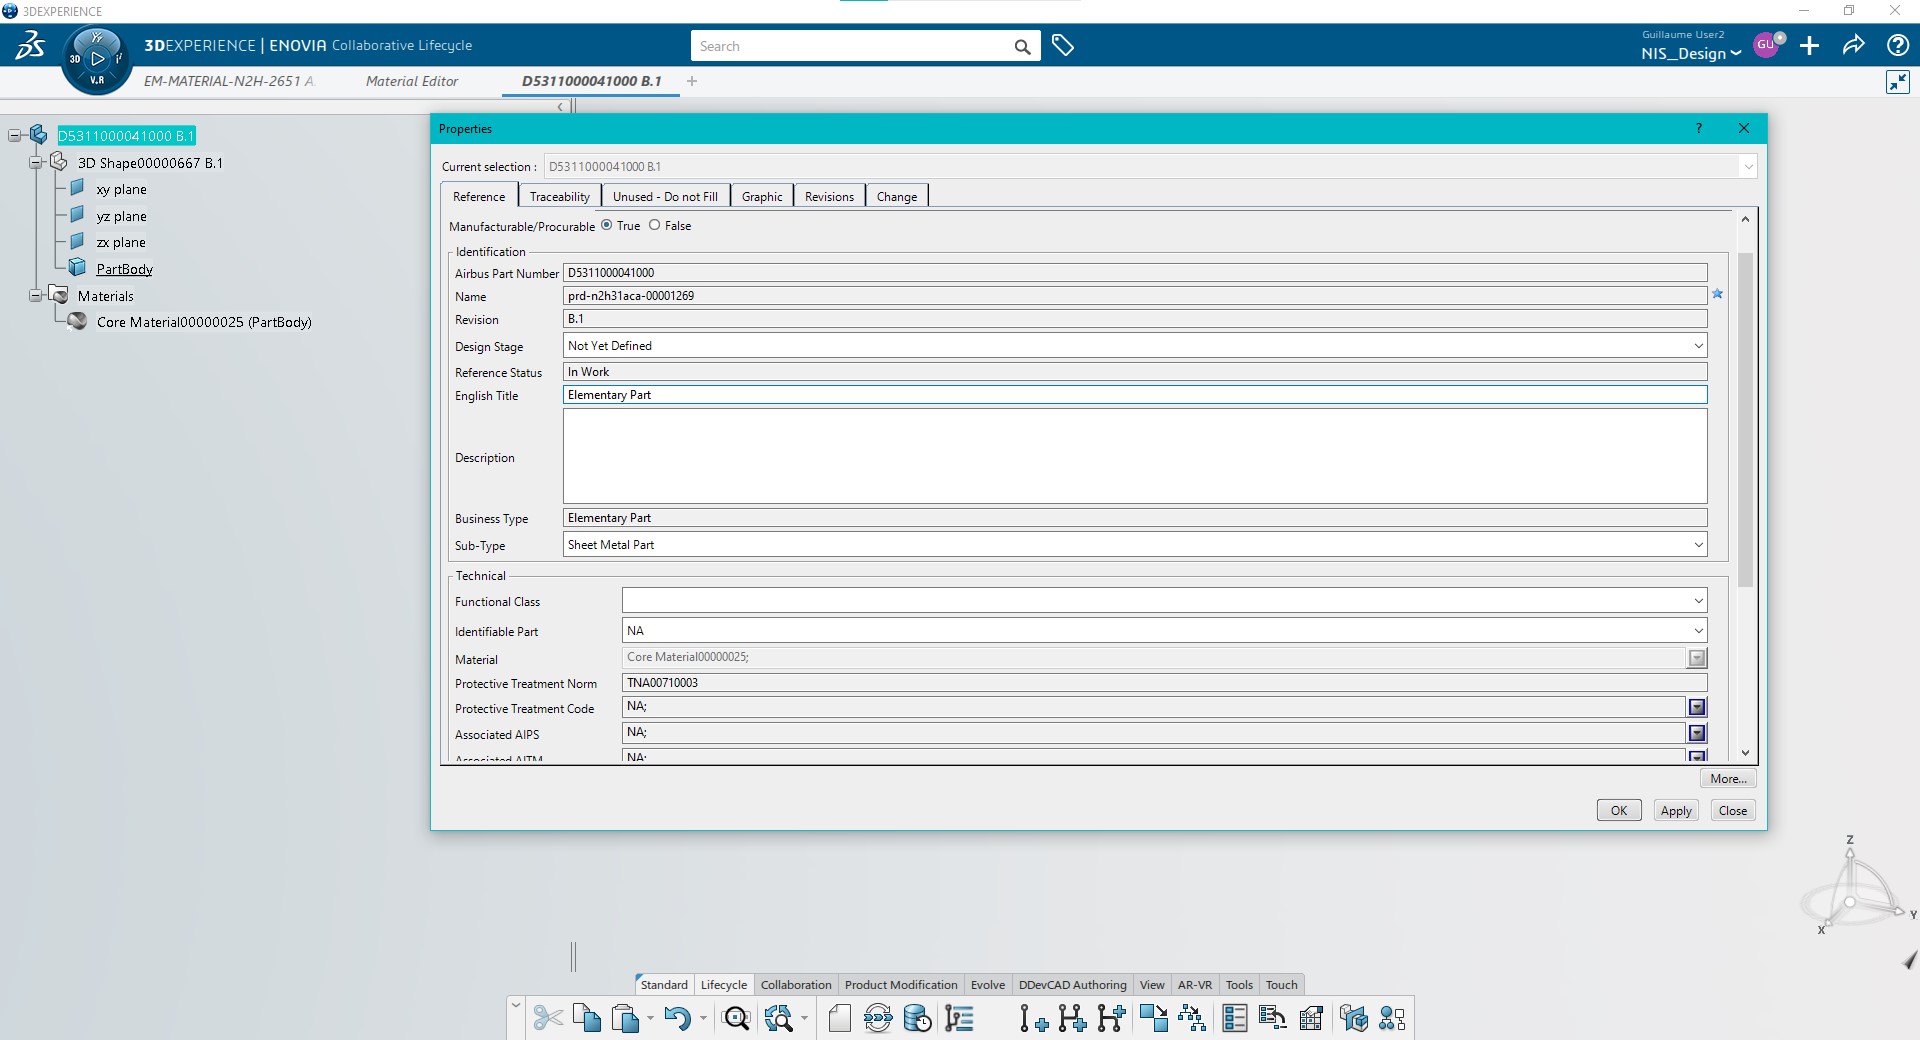 3DEXPERIENCE
3DEXPERIENCE | ENOVIA Collaborative Lifecycle
Search
Guillaume User2
NIS_Design
GU
3D
V.R
EM-MATERIAL-N2H-2651 A.
Material Editor
D5311000041000 B.1
D5311000041000 B.1
3D Shape00000667 B.1
xy plane
yz plane
zx plane
PartBody
Materials
Core Material00000025 (PartBody)
Properties
?
Current selection :
D5311000041000 B.1
Reference
Traceability
Unused - Do not Fill
Graphic
Revisions
Change
Manufacturable/Procurable True False
Identification
Airbus Part Number D5311000041000
Name prd-n2h31aca-00001269
Revision B.1
Design Stage Not Yet Defined
Reference Status In Work
English Title Elementary Part
Description
Business Type Elementary Part
Sub-Type Sheet Metal Part
Technical
Functional Class
Identifiable Part NA
Material Core Material00000025;
Protective Treatment Norm TNA00710003
Protective Treatment Code NA;
Associated AIPS NA;
Associated AITM NA;
More...
OK Apply Close
Z
Y
X
Standard Lifecycle Collaboration Product Modification Evolve DDevCAD Authoring View AR-VR Tools Touch